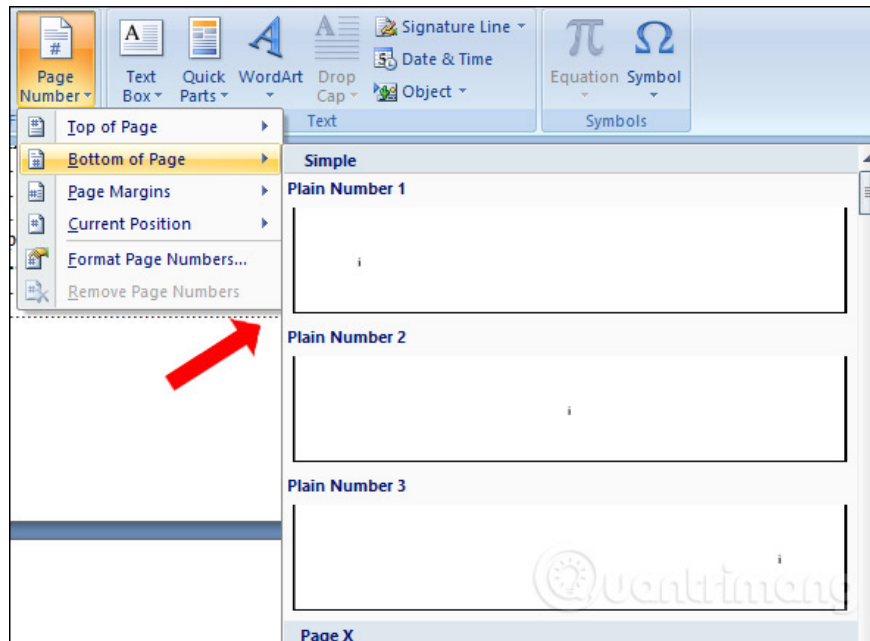 Page
Number
A
Text
Box
Quick
Parts
A
WordArt
A
Drop
Cap
Signature Line
Date & Time
Object
Text
π
Equation
Ω
Symbol
Symbols
Top of Page
Bottom of Page
Page Margins
Current Position
Format Page Numbers...
Remove Page Numbers
Simple
Plain Number 1
i
Plain Number 2
i
Plain Number 3
i
Quantrimang
Page X